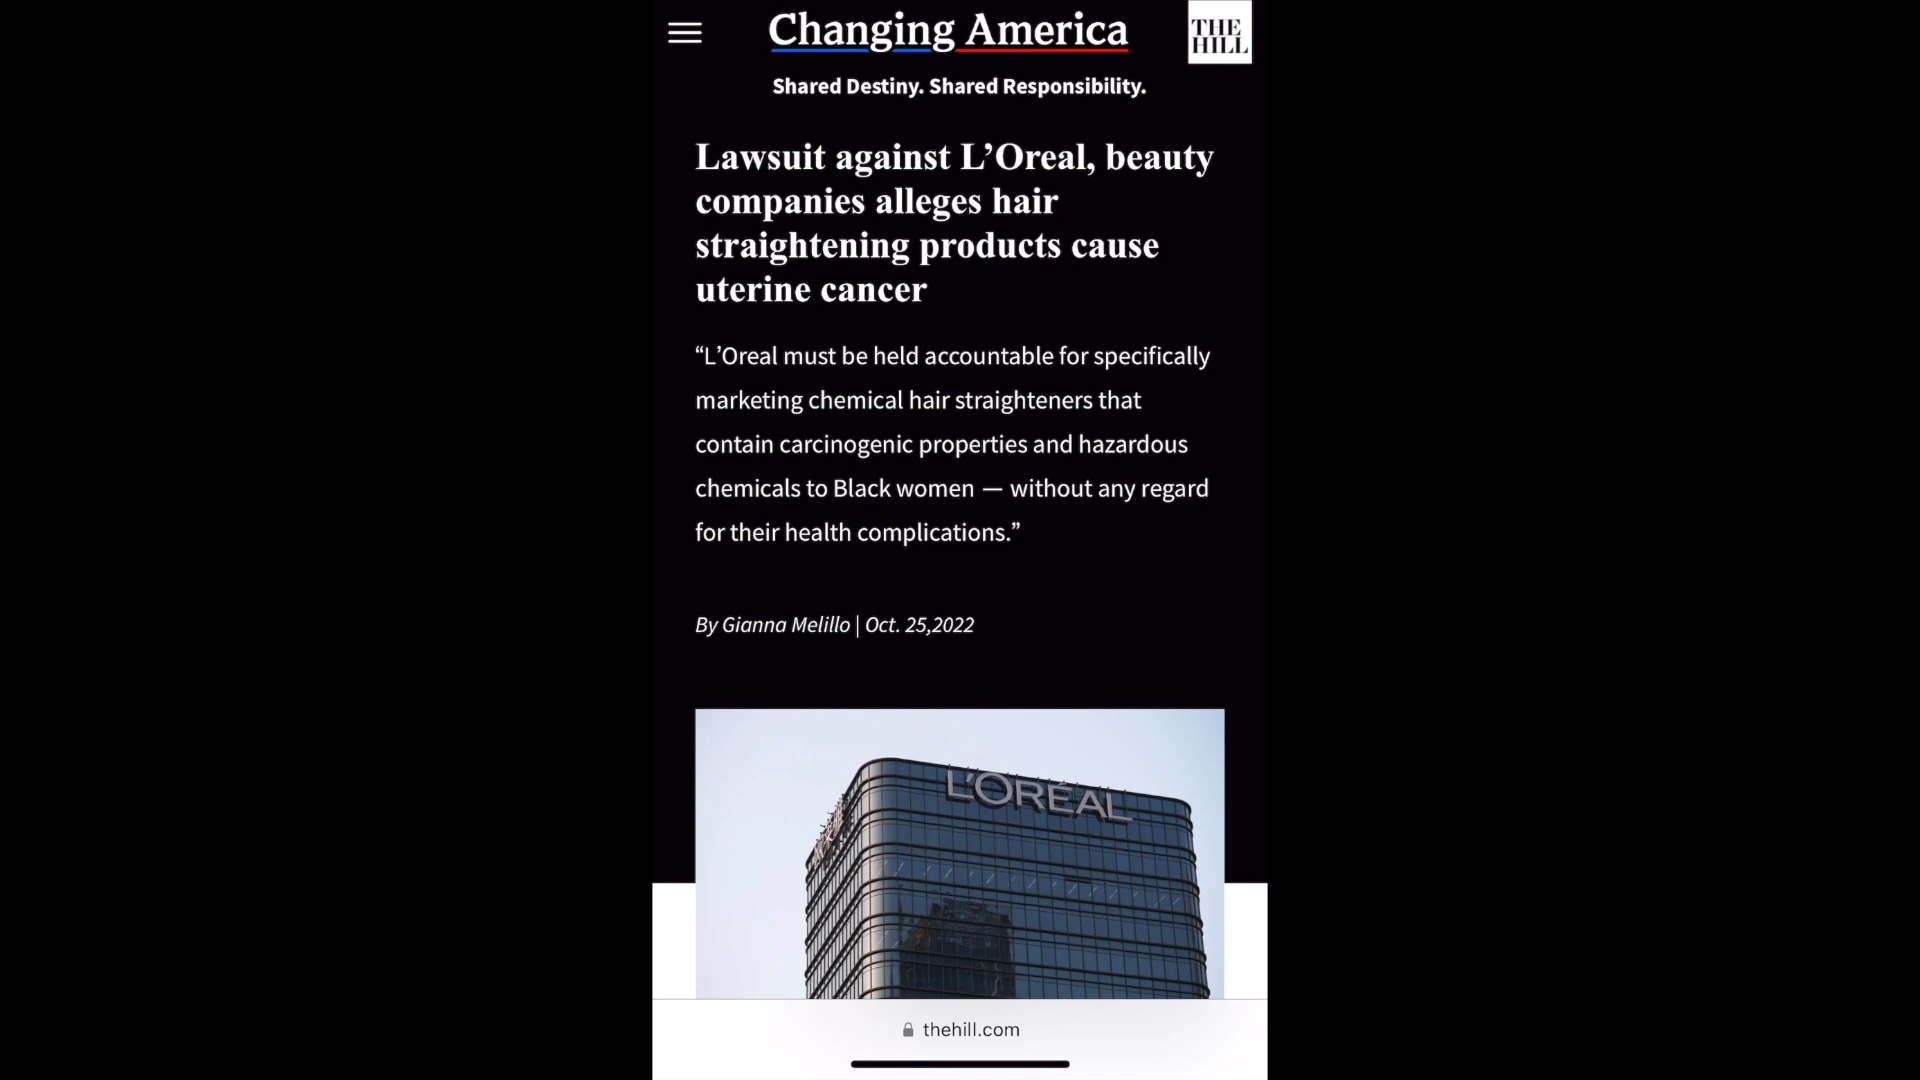 Changing America
THE
HILL
Shared Destiny. Shared Responsibility.
Lawsuit against L’Oreal, beauty
companies alleges hair
straightening products cause
uterine cancer
“L’Oreal must be held accountable for specifically
marketing chemical hair straighteners that
contain carcinogenic properties and hazardous
chemicals to Black women — without any regard
for their health complications.”
By Gianna Melillo | Oct. 25,2022
L'ORÉAL
thehill.com